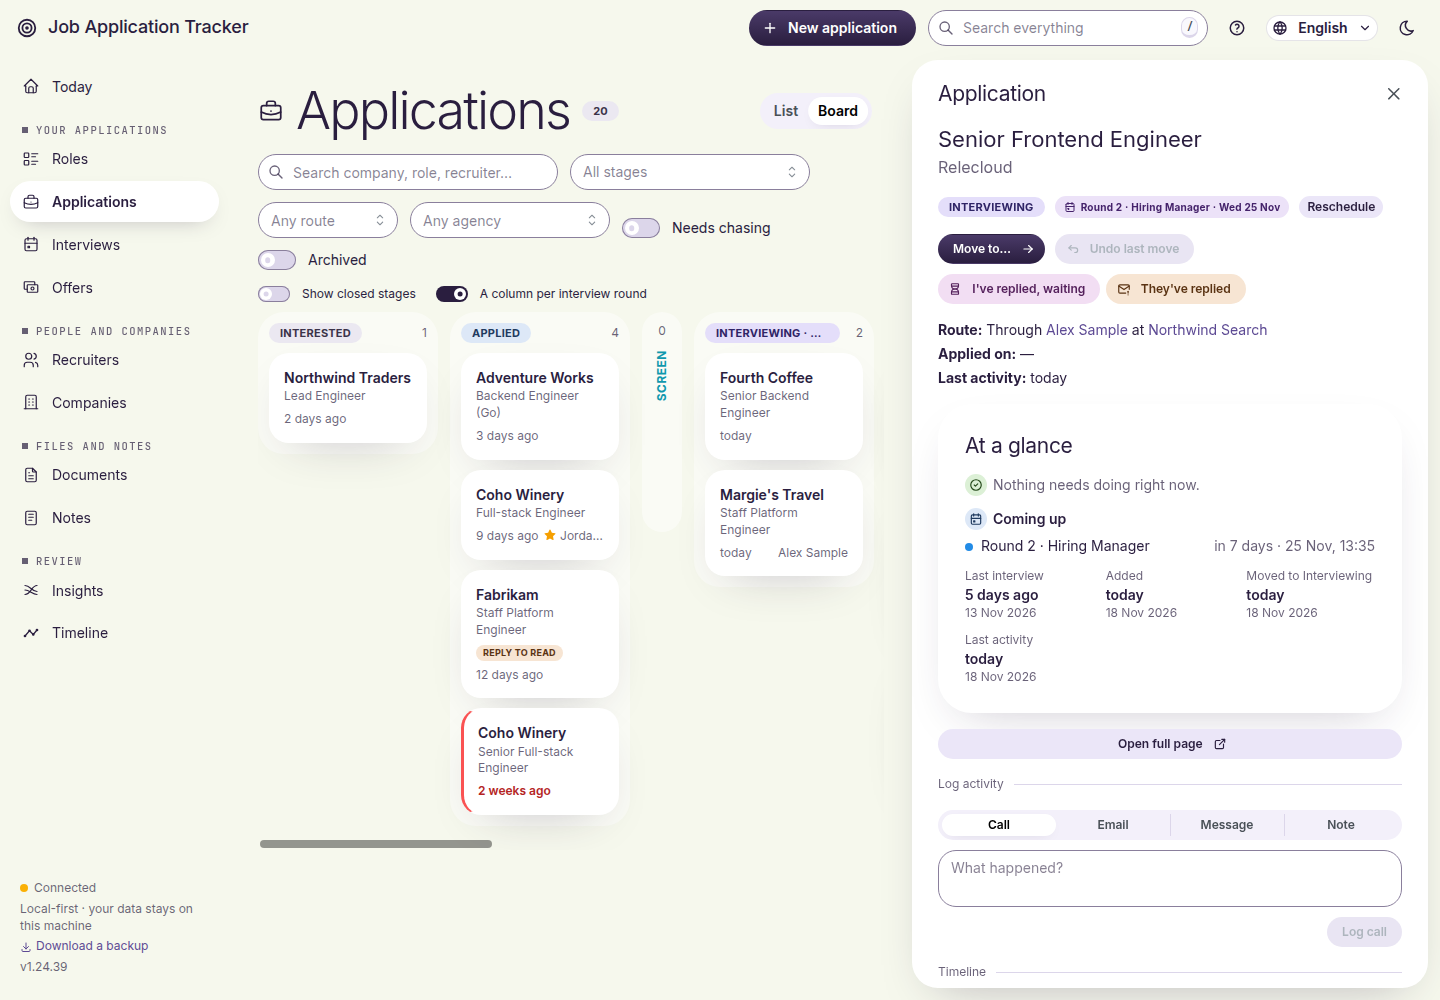 Job Application Tracker
New application
Search everything
/
English
Today
YOUR APPLICATIONS
Roles
Applications
Interviews
Offers
PEOPLE AND COMPANIES
Recruiters
Companies
FILES AND NOTES
Documents
Notes
REVIEW
Insights
Timeline
Connected
Local-first · your data stays on
this machine
Download a backup
v1.24.39
Applications
20
List
Board
Search company, role, recruiter...
All stages
Any route
Any agency
Needs chasing
Archived
Show closed stages
A column per interview round
INTERESTED
1
Northwind Traders
Lead Engineer
2 days ago
APPLIED
4
Adventure Works
Backend Engineer
(Go)
3 days ago
Coho Winery
Full-stack Engineer
9 days ago
Jorda...
Fabrikam
Staff Platform
Engineer
REPLY TO READ
12 days ago
Coho Winery
Senior Full-stack
Engineer
2 weeks ago
0
SCREEN
INTERVIEWING · ...
2
Fourth Coffee
Senior Backend
Engineer
today
Margie's Travel
Staff Platform
Engineer
today
Alex Sample
Application
Senior Frontend Engineer
Relecloud
INTERVIEWING
Round 2 · Hiring Manager · Wed 25 Nov
Reschedule
Move to...
Undo last move
I've replied, waiting
They've replied
Route: Through Alex Sample at Northwind Search
Applied on: —
Last activity: today
At a glance
Nothing needs doing right now.
Coming up
Round 2 · Hiring Manager
in 7 days · 25 Nov, 13:35
Last interview
5 days ago
13 Nov 2026
Added
today
18 Nov 2026
Moved to Interviewing
today
18 Nov 2026
Last activity
today
18 Nov 2026
Open full page
Log activity
Call
Email
Message
Note
What happened?
Log call
Timeline